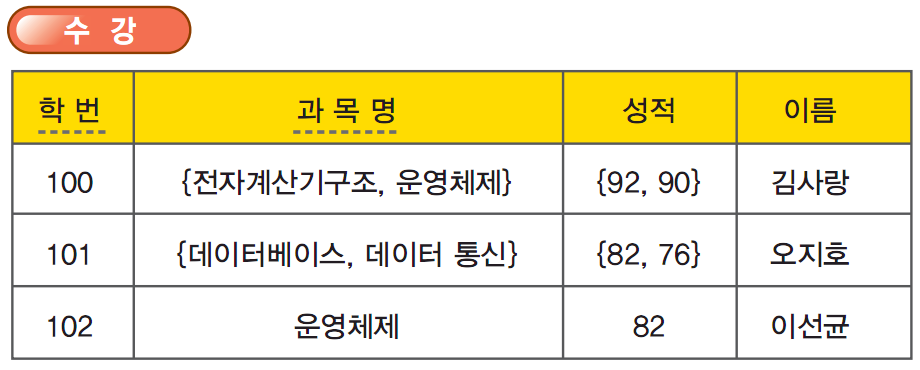 수 강
학 번 과 목 명 성적 이름
100 {전자계산기구조, 운영체제} {92, 90} 김사랑
101 {데이터베이스, 데이터 통신} {82, 76} 오지호
102 운영체제 82 이선균